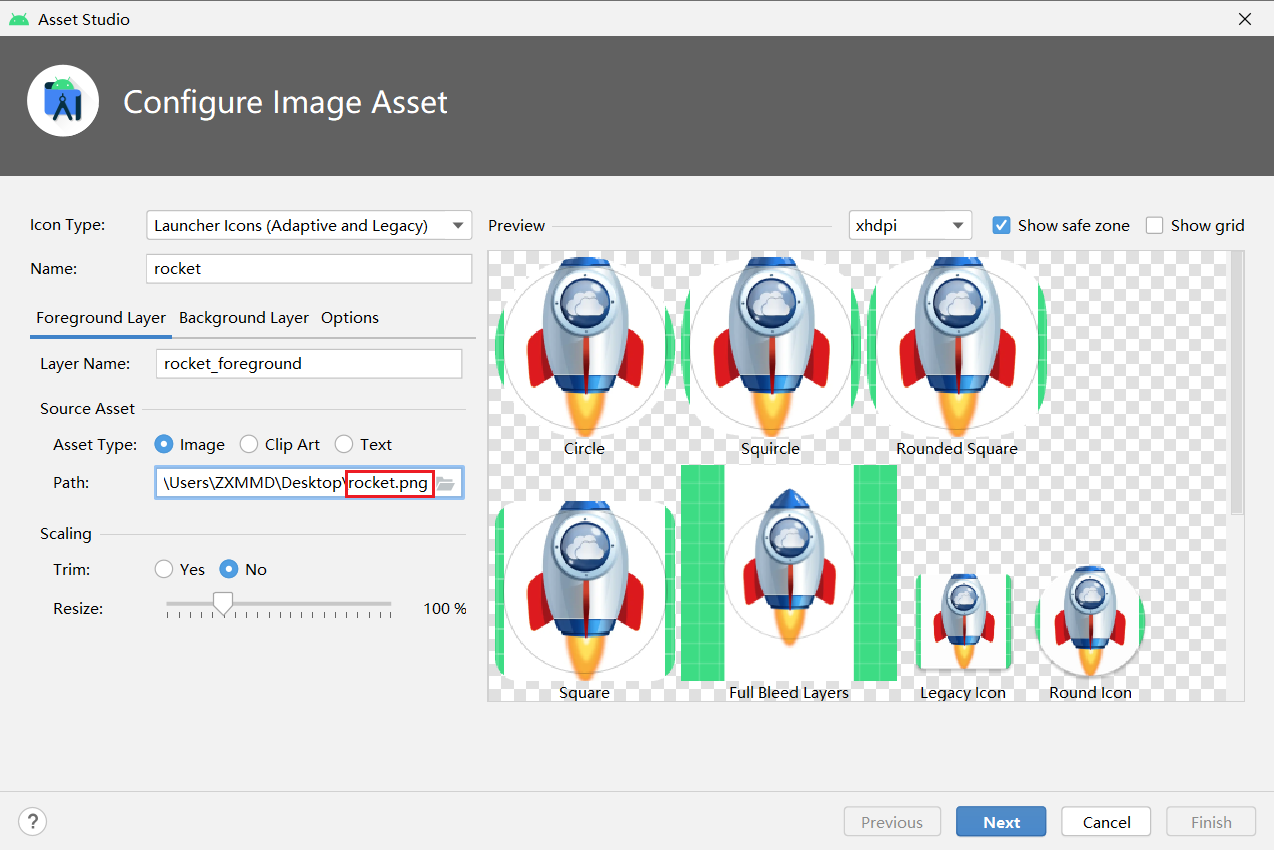 Asset Studio
Configure Image Asset
Icon Type: Launcher Icons (Adaptive and Legacy)
Name: rocket
Foreground Layer Background Layer Options
Layer Name: rocket_foreground
Source Asset
Asset Type: Image Clip Art Text
Path: \Users\ZXMMD\Desktop\rocket.png
Scaling
Trim: Yes No
Resize: 100 %
Preview xhdpi Show safe zone Show grid
Circle Squircle Rounded Square
Square Full Bleed Layers Legacy Icon Round Icon
? Previous Next Cancel Finish